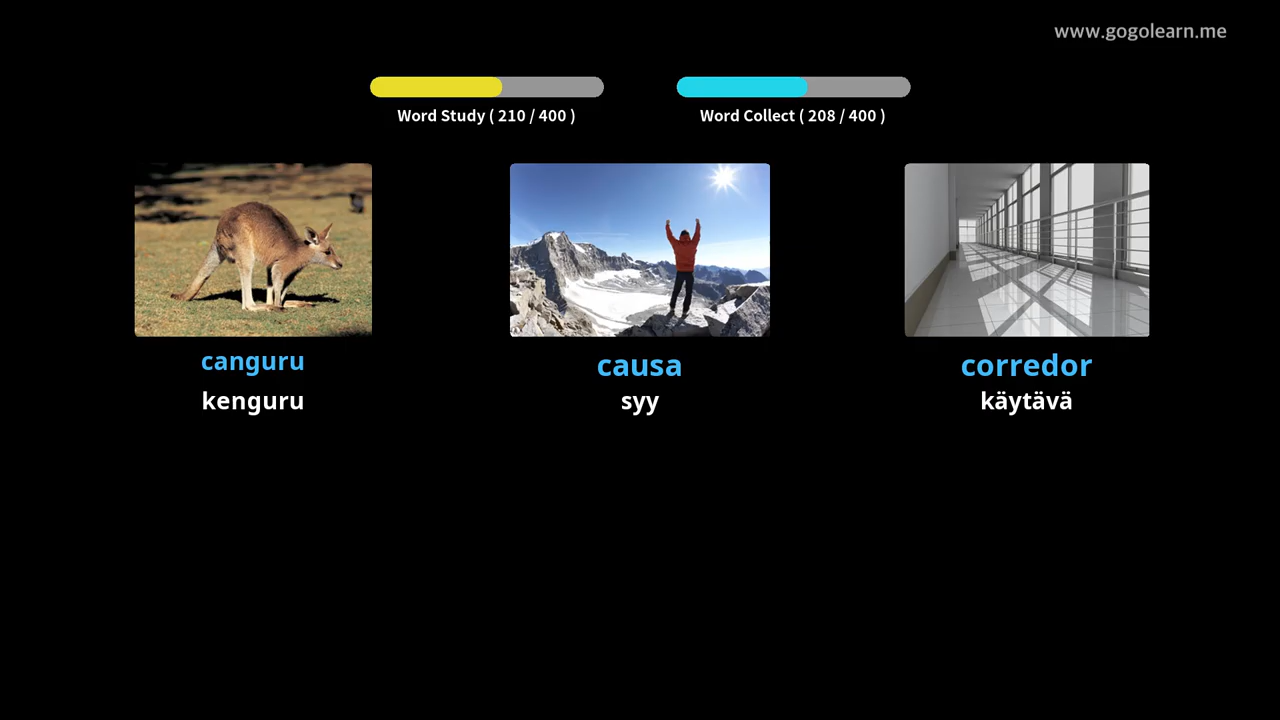 www.gogolearn.me
Word Study ( 210 / 400 )
Word Collect ( 208 / 400 )
canguru
kenguru
causa
syy
corredor
käytävä